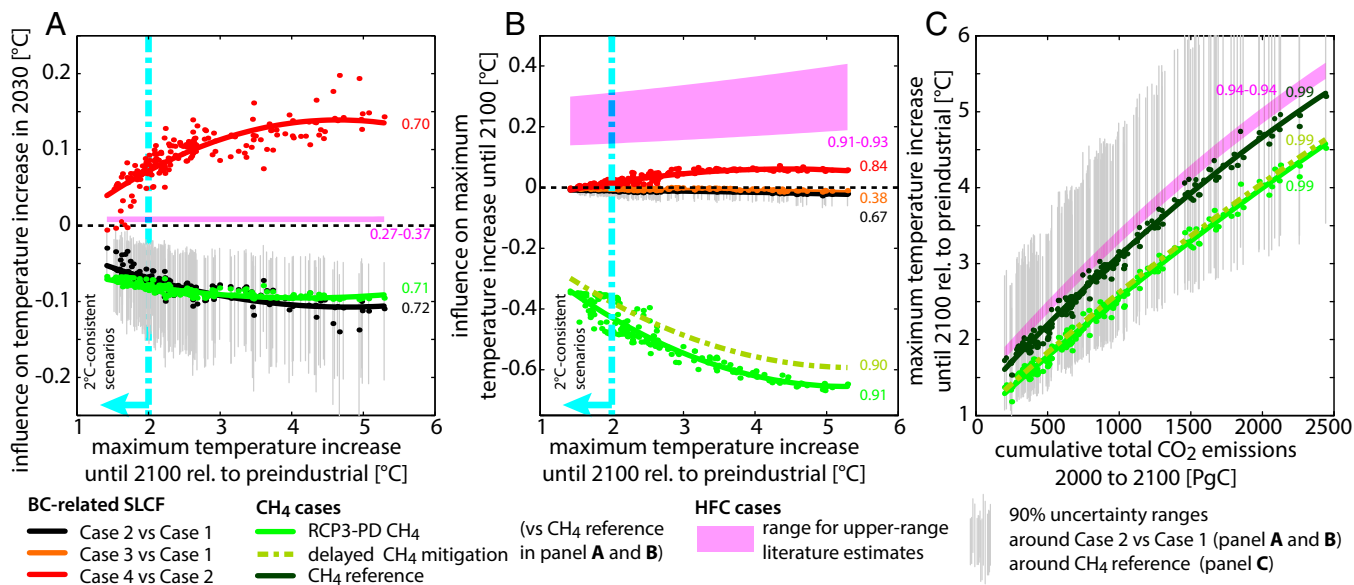 A
influence on temperature increase in 2030 [°C]
0.2
0.1
0
-0.1
-0.2
0.70
0.27-0.37
0.71
0.72
2°C-consistent
scenarios
1 2 3 4 5 6
maximum temperature increase
until 2100 rel. to preindustrial [°C]
B
influence on maximum
temperature increase until 2100 [°C]
0.4
0.2
0
-0.2
-0.4
-0.6
0.91-0.93
0.84
0.38
0.67
0.90
0.91
2°C-consistent
scenarios
1 2 3 4 5 6
maximum temperature increase
until 2100 rel. to preindustrial [°C]
C
maximum temperature increase
until 2100 rel. to preindustrial [°C]
6
5
4
3
2
1
0.94-0.94
0.99
0.99
0.99
0 500 1000 1500 2000 2500
cumulative total CO2 emissions
2000 to 2100 [PgC]
BC-related SLCF
Case 2 vs Case 1
Case 3 vs Case 1
Case 4 vs Case 2
CH4 cases
RCP3-PD CH4
delayed CH4 mitigation
CH4 reference
(vs CH4 reference
in panel A and B)
HFC cases
range for upper-range
literature estimates
90% uncertainty ranges
around Case 2 vs Case 1 (panel A and B)
around CH4 reference (panel C)